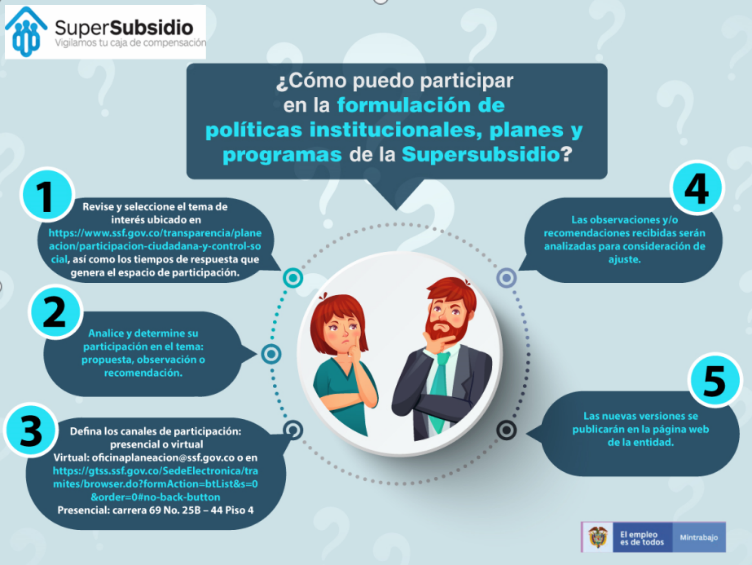 SuperSubsidio
Vigilamos tu caja de compensación
¿Cómo puedo participar
en la formulación de
políticas institucionales, planes y
programas de la Supersubsidio?
1
Revise y seleccione el tema de
interés ubicado en
https://www.ssf.gov.co/transparencia/plane
acion/participacion-ciudadana-y-control-so
cial, así como los tiempos de respuesta que
genera el espacio de participación.
2
Analice y determine su
participación en el tema:
propuesta, observación o
recomendación.
3
Defina los canales de participación:
presencial o virtual
Virtual: oficinaplaneacion@ssf.gov.co o en
https://gtss.ssf.gov.co/SedeElectronica/tra
mites/browser.do?formAction=btList&s=0
&order=0#no-back-button
Presencial: carrera 69 No. 25B – 44 Piso 4
4
Las observaciones y/o
recomendaciones recibidas serán
analizadas para consideración de
ajuste.
5
Las nuevas versiones se
publicarán en la página web
de la entidad.
El empleo
es de todos
Mintrabajo